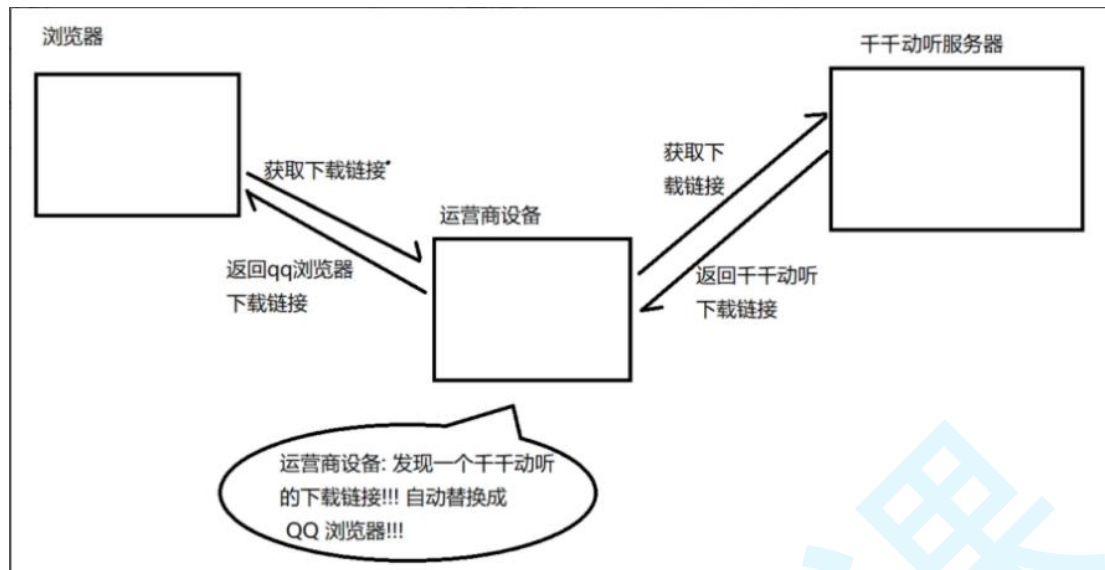 浏览器
千千动听服务器
获取下载链接
获取下
载链接
运营商设备
返回qq浏览器
下载链接
返回千千动听
下载链接
运营商设备: 发现一个千千动听
的下载链接!!! 自动替换成
QQ 浏览器!!!